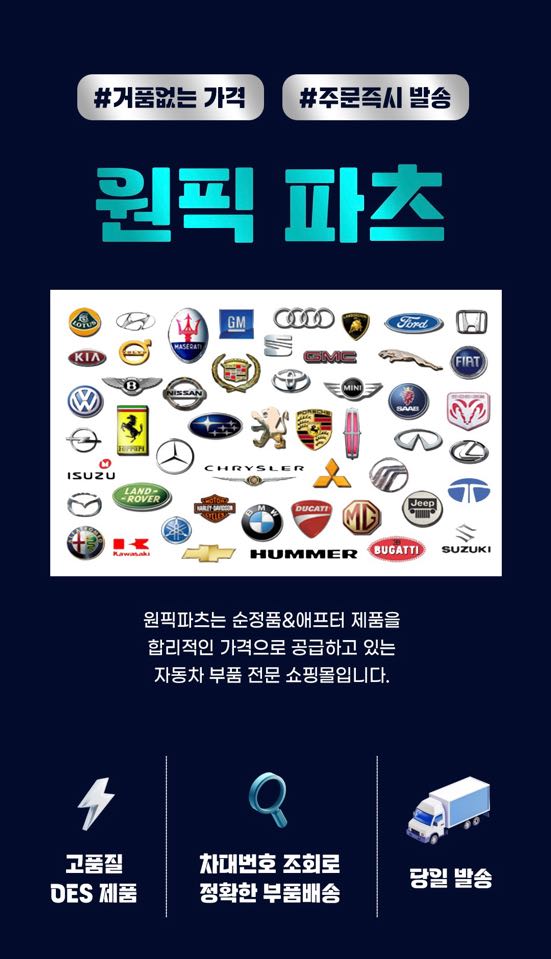 #거품없는 가격
#주문즉시 발송
원픽 파츠
LOTUS
MASERATI
GM
Ford
KIA
VOLVO
GMC
FIAT
NISSAN
MINI
SAAB
Ferrari
ISUZU
CHRYSLER
LAND-
ROVER
MOTOR
HARLEY-DAVIDSON
CYCLES
BMW
DUCATI
MG
Jeep
Kawasaki
HUMMER
BUGATTI
SUZUKI
원픽파츠는 순정품&애프터 제품을
합리적인 가격으로 공급하고 있는
자동차 부품 전문 쇼핑몰입니다.
고품질
OES 제품
차대번호 조회로
정확한 부품배송
당일 발송